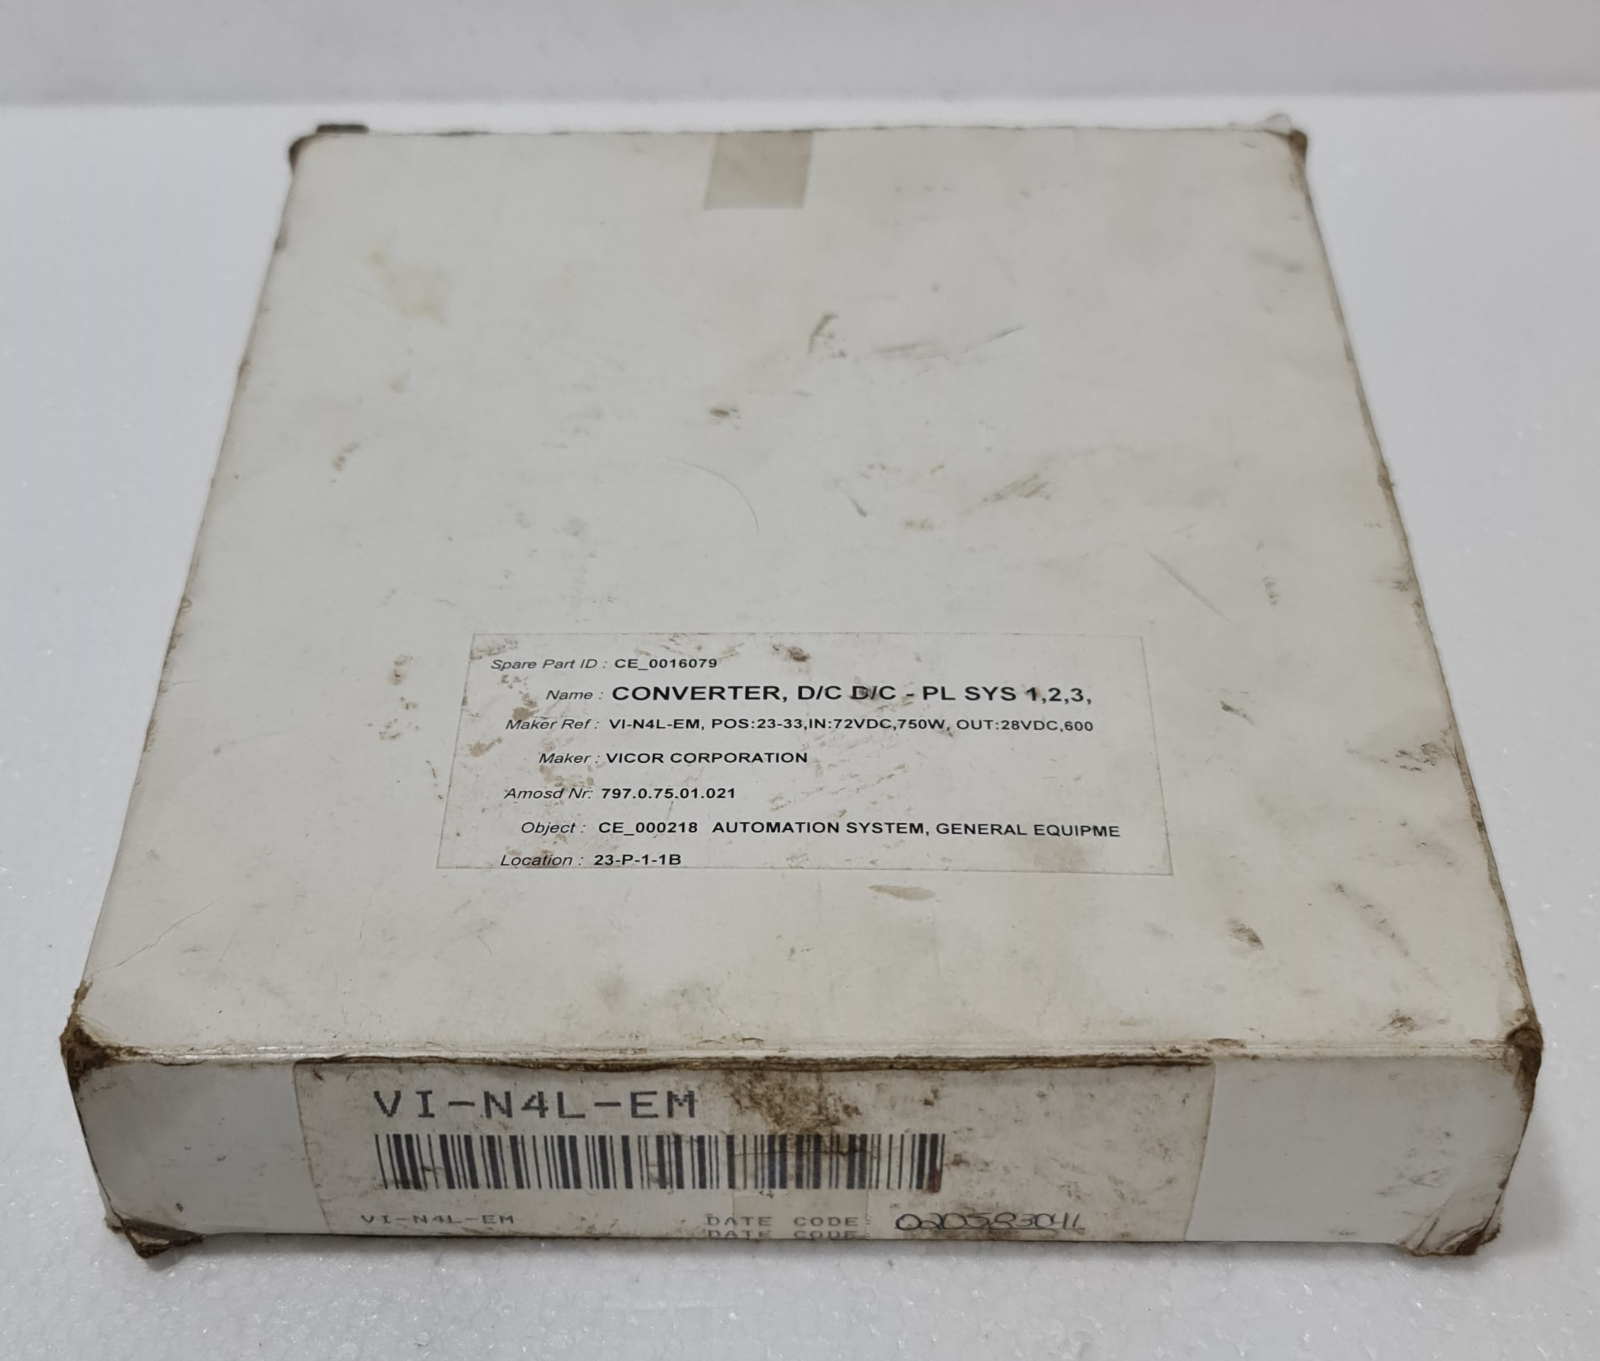 Spare Part ID : CE_0016079
Name : CONVERTER, D/C D/C - PL SYS 1,2,3,
Maker Ref : VI-N4L-EM, POS:23-33,IN:72VDC,750W, OUT:28VDC,600
Maker : VICOR CORPORATION
Amosd Nr: 797.0.75.01.021
Object : CE_000218 AUTOMATION SYSTEM, GENERAL EQUIPME
Location : 23-P-1-1B
VI-N4L-EM
VI-N4L-EM DATE CODE:
DATE CODE